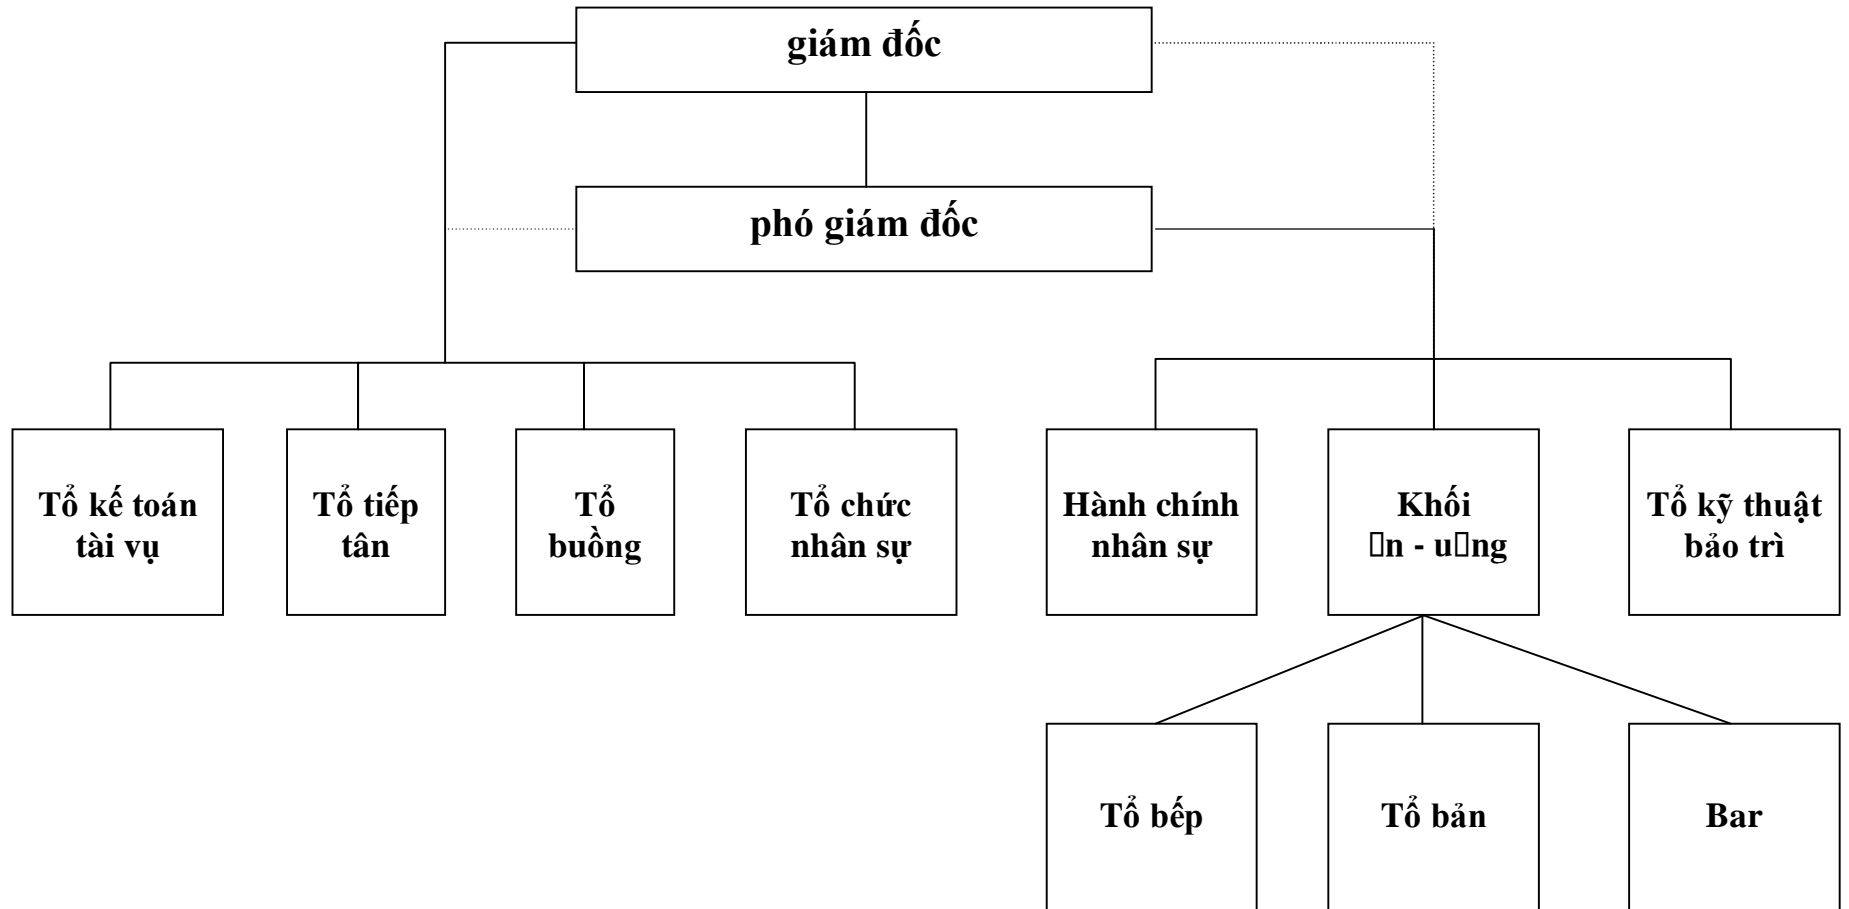 giám đốc
phó giám đốc
Tổ kế toán
tài vụ
Tổ tiếp
tân
Tổ
buồng
Tổ chức
nhân sự
Hành chính
nhân sự
Khối
▯n - u▯ng
Tổ kỹ thuật
bảo trì
Tổ bếp
Tổ bản
Bar